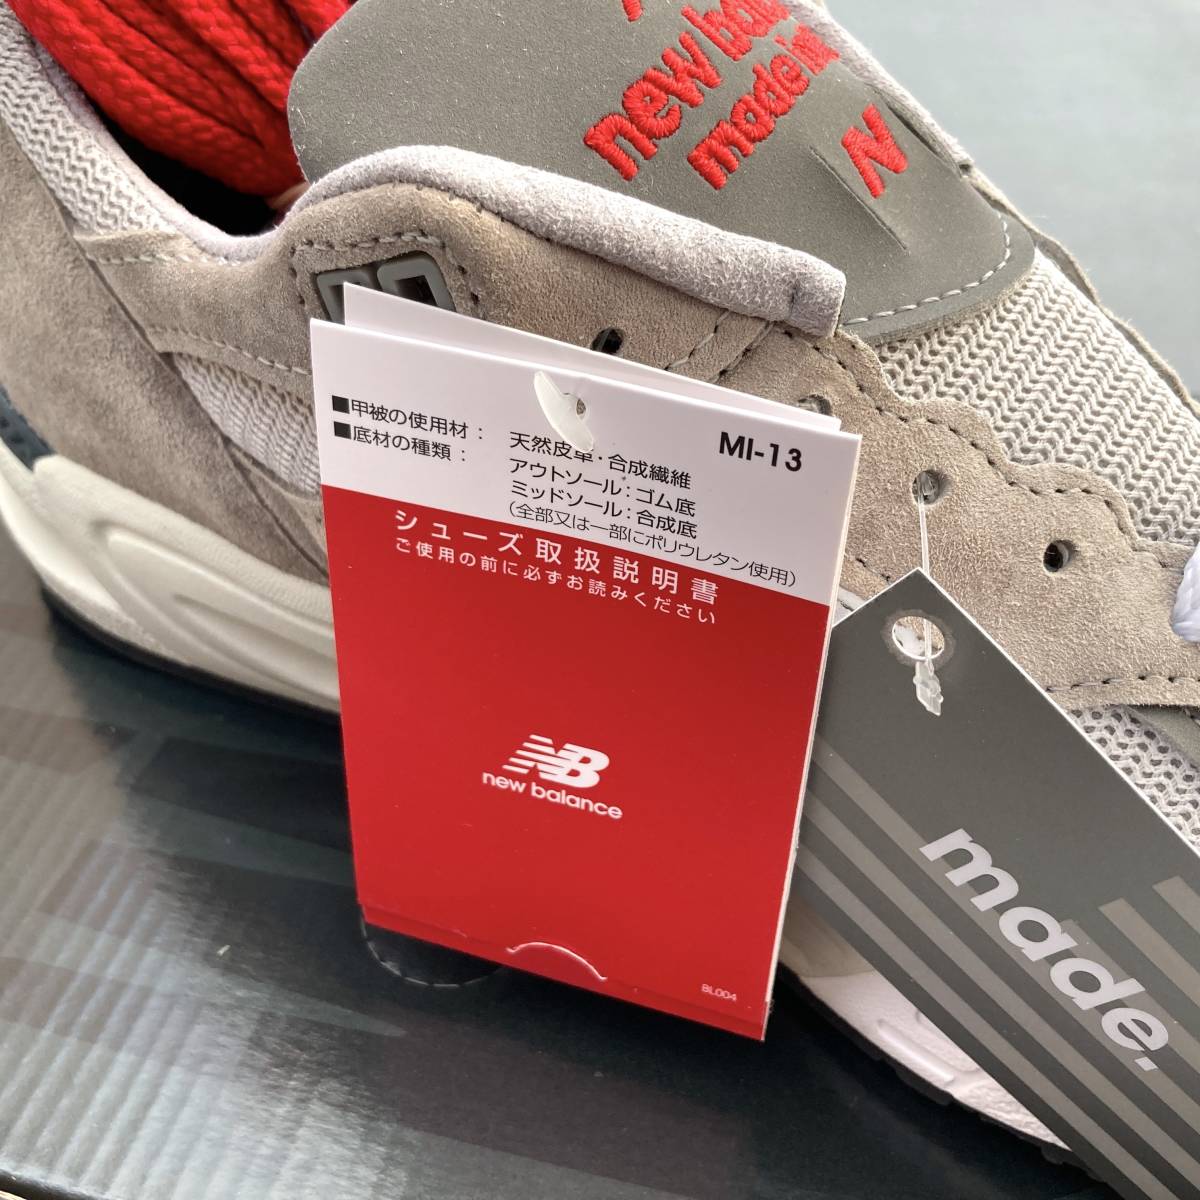 new
made in
N
MI-13
■甲被の使用材: 天然皮革・合成繊維
■底材の種類: アウトソール:ゴム底
ミッドソール:合成底
(全部又は一部にポリウレタン使用)
シューズ取扱説明書
ご使用の前に必ずお読みください
NB
new balance
BL004
made.